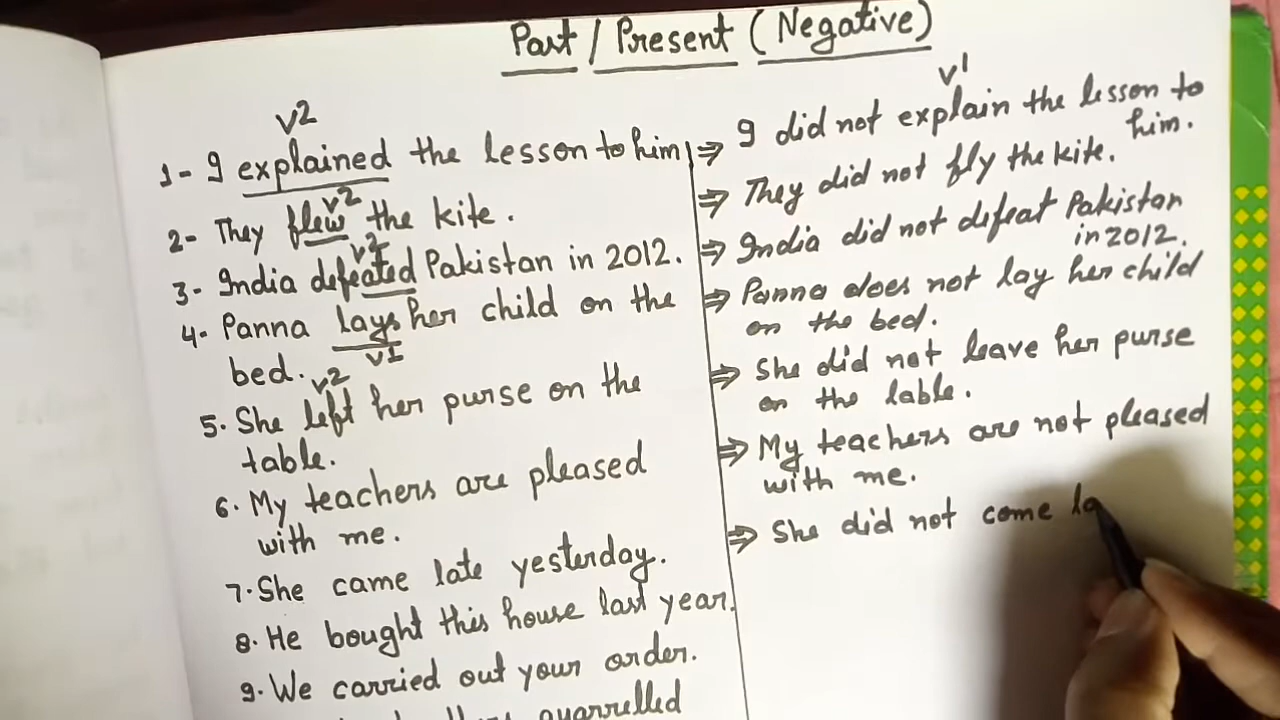 Past / Present (Negative)
V2
1- I explained the lesson to him
V2
2- They flew the kite.
V2
3- India defeated Pakistan in 2012.
4- Panna lays her child on the
bed. V1
V2
5. She left her purse on the
table.
6. My teachers are pleased
with me.
7. She came late yesterday.
8. He bought this house last year.
9. We carried out your order.
quarrelled
V1
⇒ I did not explain the lesson to
him.
⇒ They did not fly the kite.
⇒ India did not defeat Pakistan
in 2012.
⇒ Panna does not lay her child
on the bed.
⇒ She did not leave her purse
on the lable.
⇒ My teachers are not pleased
with me.
⇒ She did not come la